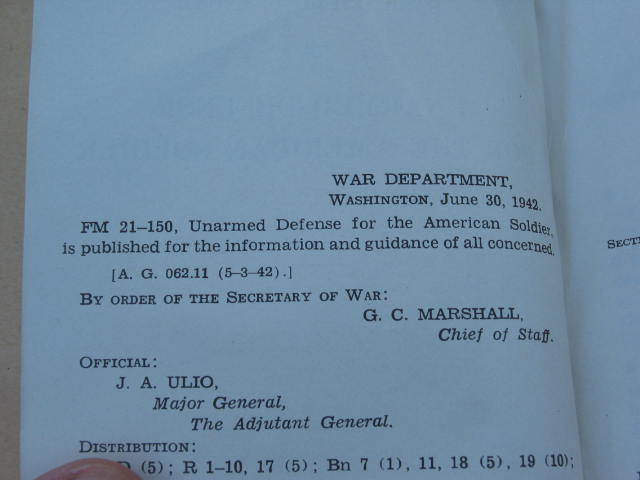 WAR DEPARTMENT,
WASHINGTON, June 30, 1942.
FM 21–150, Unarmed Defense for the American Soldier,
is published for the information and guidance of all concerned.
[A. G. 062.11 (5–3–42).]
BY ORDER OF THE SECRETARY OF WAR:
G. C. MARSHALL,
Chief of Staff.
OFFICIAL:
J. A. ULIO,
Major General,
The Adjutant General.
DISTRIBUTION:
D (5); R 1–10, 17 (5); Bn 7 (1), 11, 18 (5), 19 (10);
SECTI